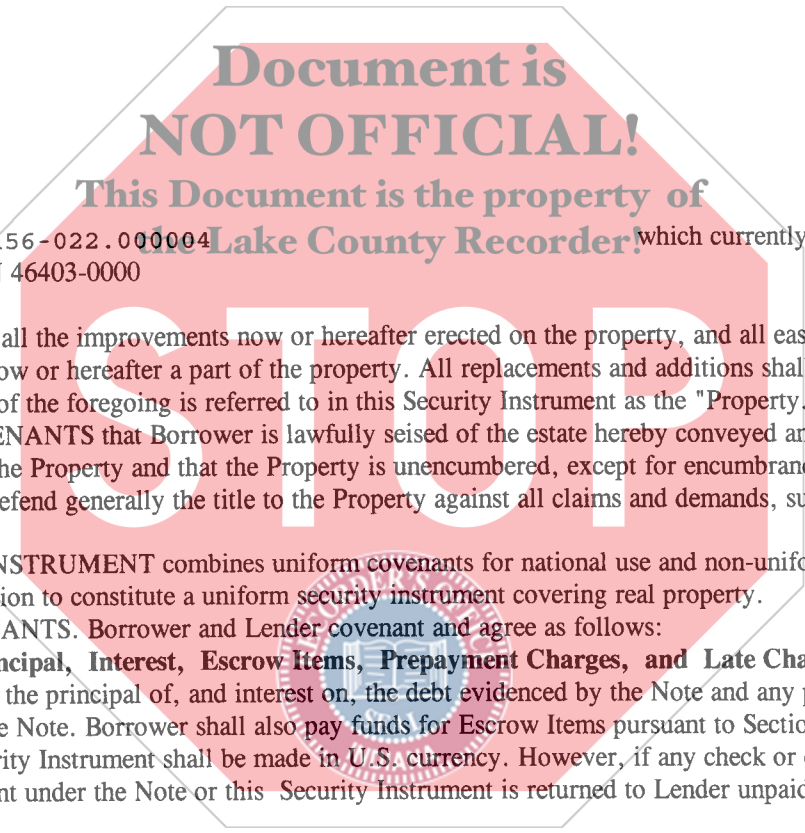 Document is
NOT OFFICIAL!
This Document is the property of
the Lake County Recorder!
56-022.000004 which currently
46403-0000
STOP
all the improvements now or hereafter erected on the property, and all eas
ow or hereafter a part of the property. All replacements and additions shal
of the foregoing is referred to in this Security Instrument as the "Property.
ENANTS that Borrower is lawfully seised of the estate hereby conveyed an
he Property and that the Property is unencumbered, except for encumbranc
efend generally the title to the Property against all claims and demands, su
NSTRUMENT combines uniform covenants for national use and non-unifo
ion to constitute a uniform security instrument covering real property.
ANTS. Borrower and Lender covenant and agree as follows:
ncipal, Interest, Escrow Items, Prepayment Charges, and Late Cha
the principal of, and interest on, the debt evidenced by the Note and any p
e Note. Borrower shall also pay funds for Escrow Items pursuant to Sectio
rity Instrument shall be made in U.S. currency. However, if any check or
nt under the Note or this Security Instrument is returned to Lender unpaid